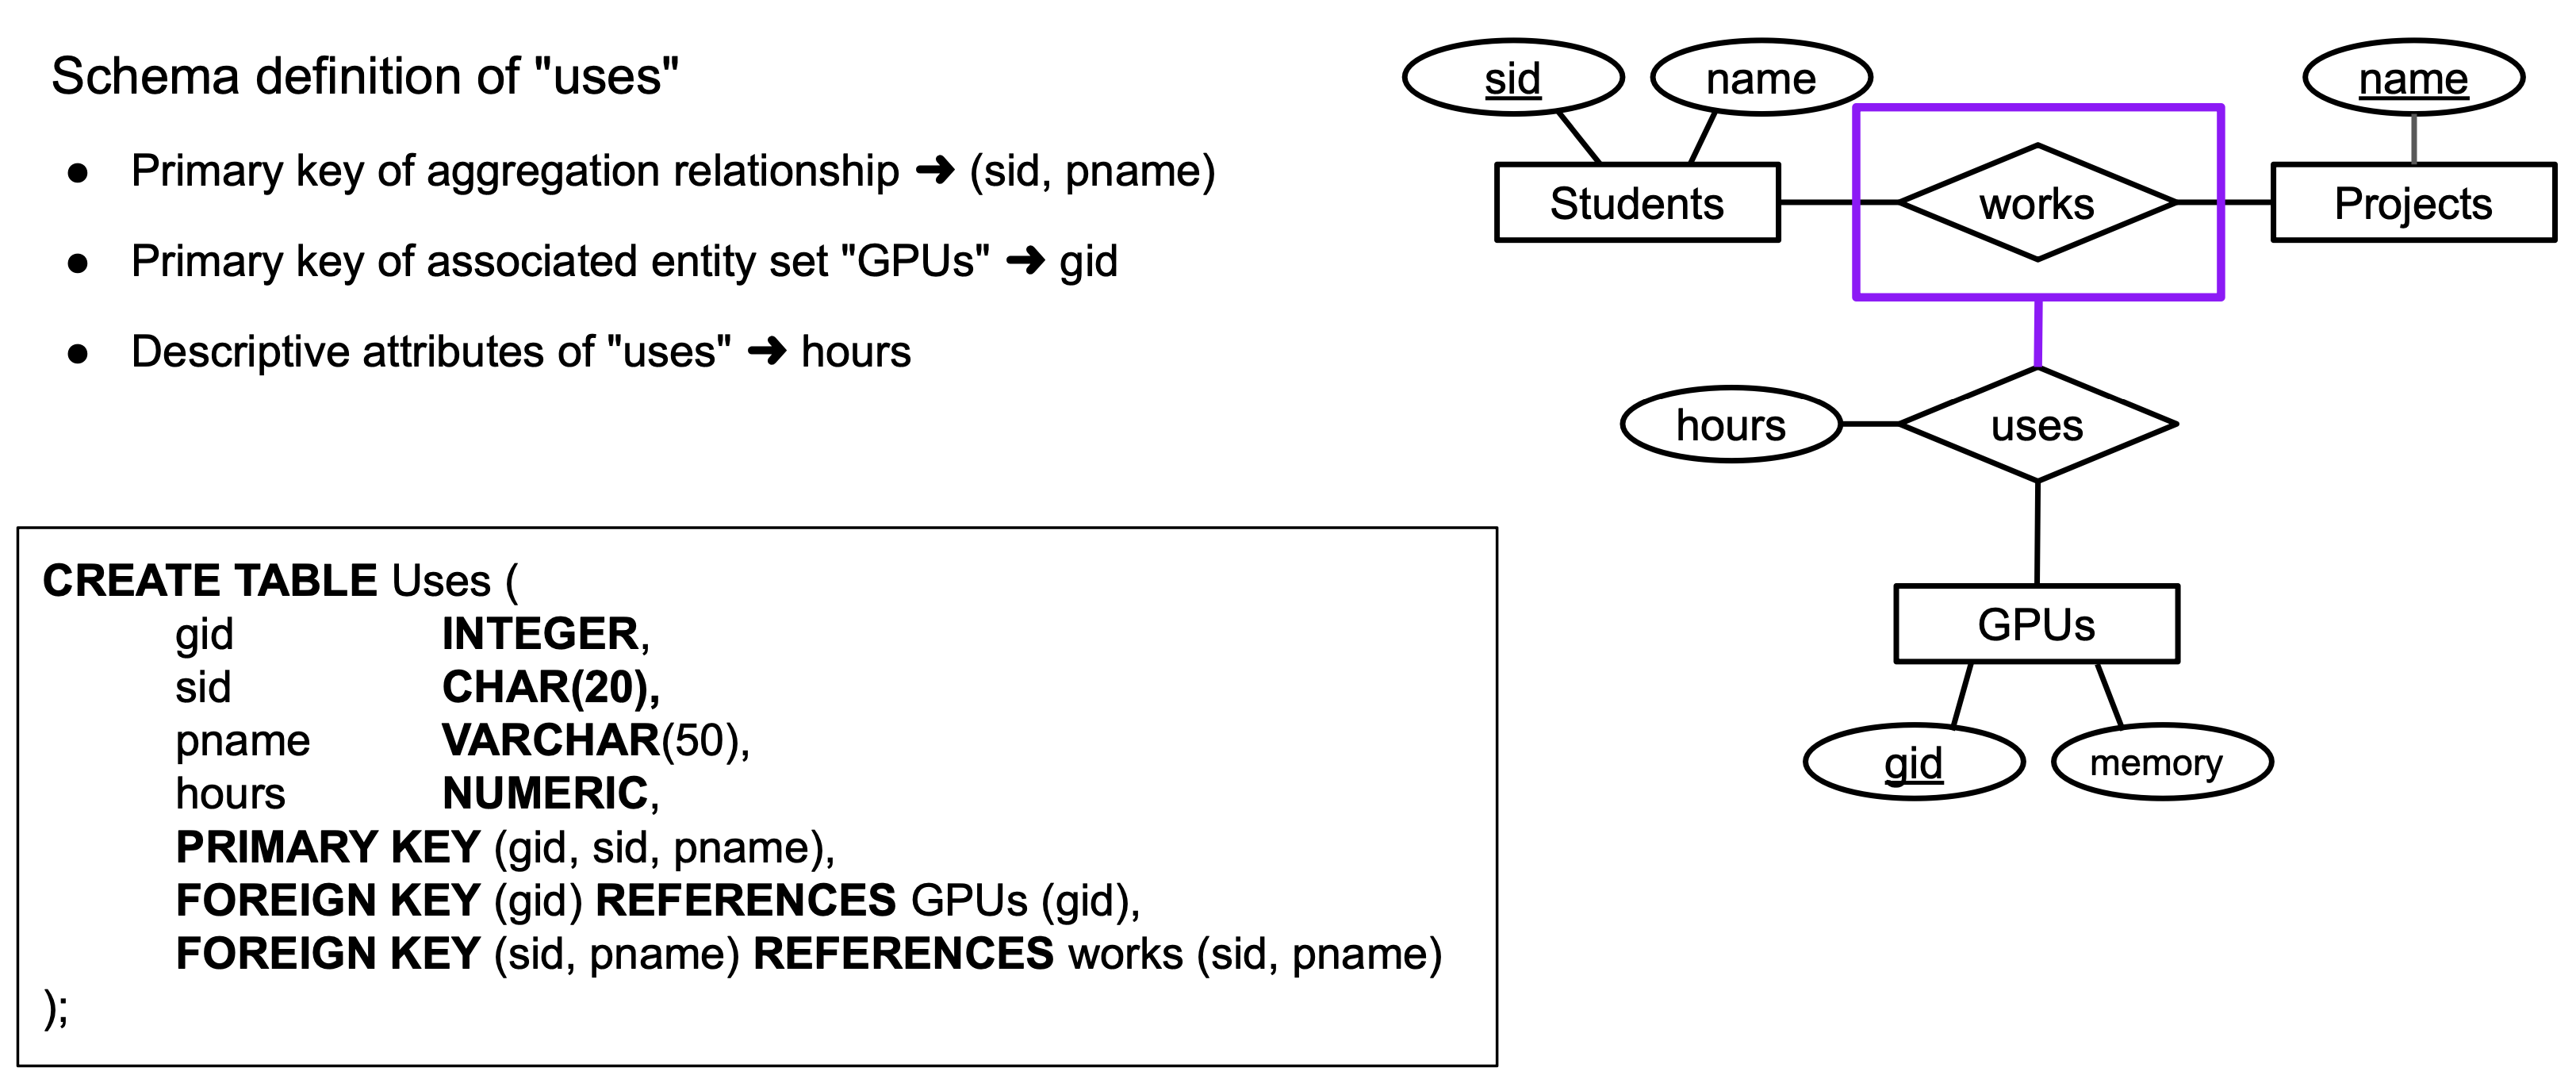 Schema definition of "uses"
● Primary key of aggregation relationship ➜ (sid, pname)
● Primary key of associated entity set "GPUs" ➜ gid
● Descriptive attributes of "uses" ➜ hours
CREATE TABLE Uses (
gid INTEGER,
sid CHAR(20),
pname VARCHAR(50),
hours NUMERIC,
PRIMARY KEY (gid, sid, pname),
FOREIGN KEY (gid) REFERENCES GPUs (gid),
FOREIGN KEY (sid, pname) REFERENCES works (sid, pname)
);
sid
name
name
Students
works
Projects
hours
uses
GPUs
gid
memory